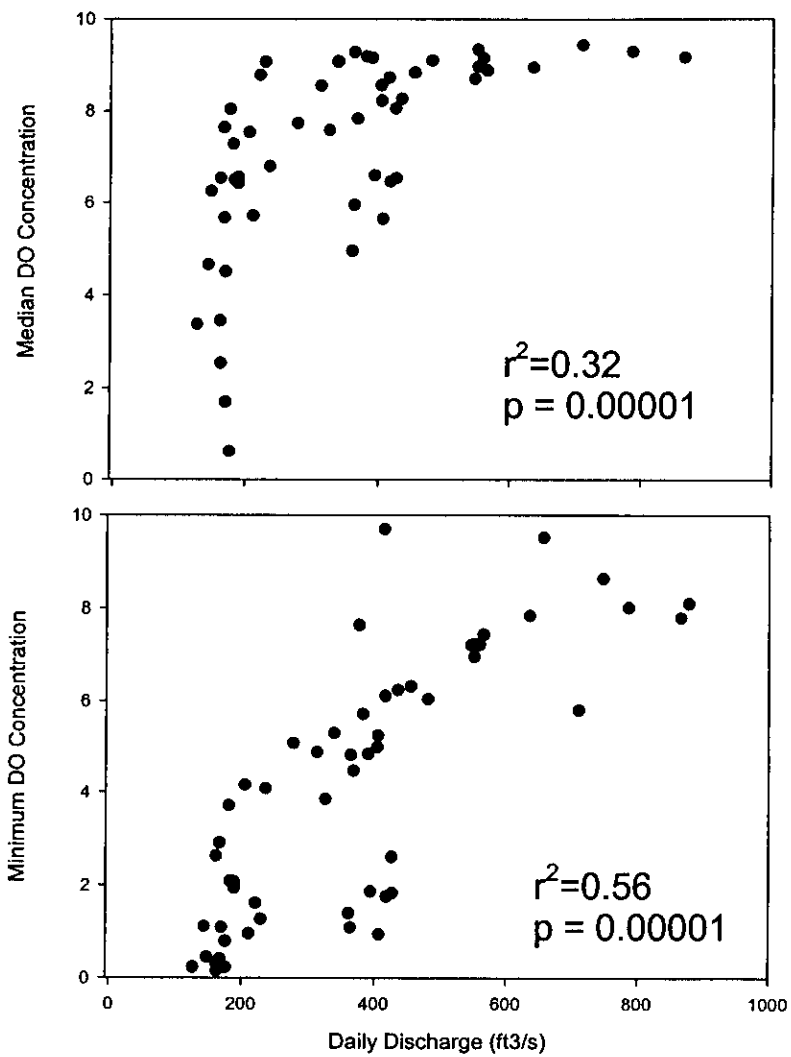 10
8
6
4
2
0
Median DO Concentration
r²=0.32
p = 0.00001
10
8
6
4
2
0
Minimum DO Concentration
r²=0.56
p = 0.00001
0 200 400 600 800 1000
Daily Discharge (ft3/s)